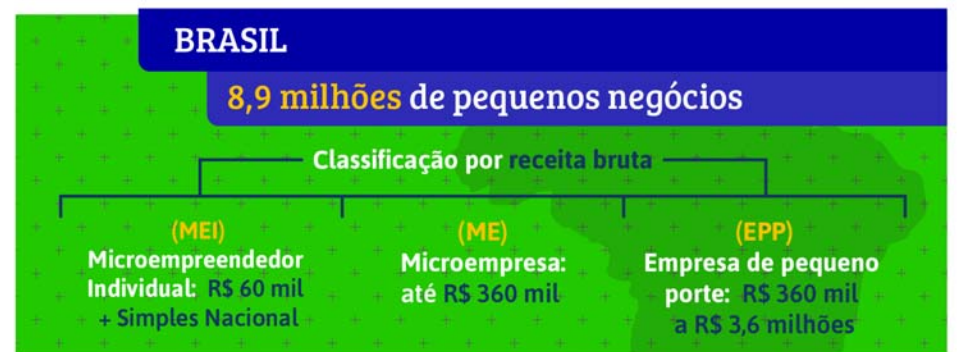 BRASIL
8,9 milhões de pequenos negócios
Classificação por receita bruta
(MEI)
Microempreendedor
Individual: R$ 60 mil
+ Simples Nacional
(ME)
Microempresa:
até R$ 360 mil
(EPP)
Empresa de pequeno
porte: R$ 360 mil
a R$ 3,6 milhões